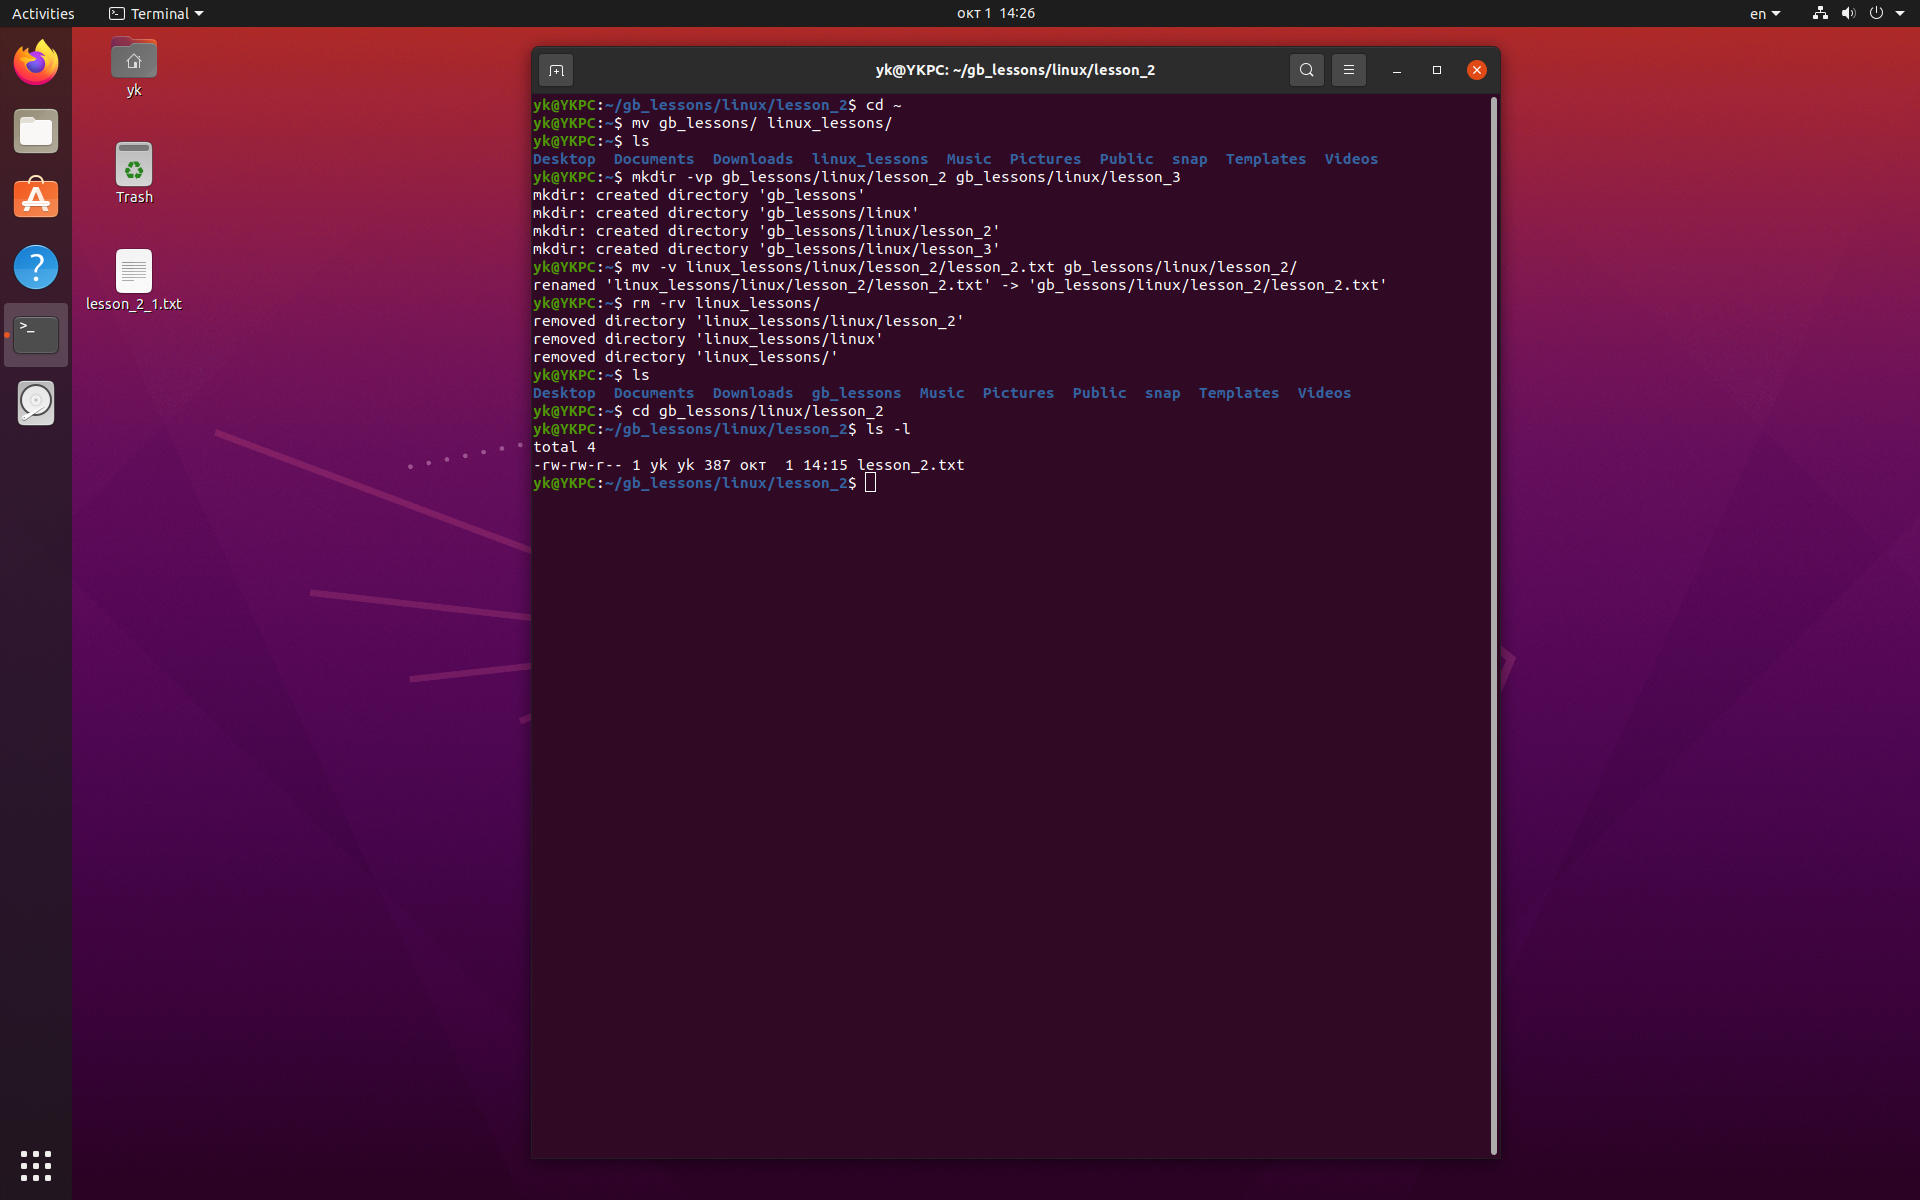 Activities
Terminal
окт 1 14:26
en
yk
Trash
lesson_2_1.txt
yk@YKPC: ~/gb_lessons/linux/lesson_2
yk@YKPC:~/gb_lessons/linux/lesson_2$ cd ~
yk@YKPC:~$ mv gb_lessons/ linux_lessons/
yk@YKPC:~$ ls
Desktop  Documents  Downloads  linux_lessons  Music  Pictures  Public  snap  Templates  Videos
yk@YKPC:~$ mkdir -vp gb_lessons/linux/lesson_2 gb_lessons/linux/lesson_3
mkdir: created directory 'gb_lessons'
mkdir: created directory 'gb_lessons/linux'
mkdir: created directory 'gb_lessons/linux/lesson_2'
mkdir: created directory 'gb_lessons/linux/lesson_3'
yk@YKPC:~$ mv -v linux_lessons/linux/lesson_2/lesson_2.txt gb_lessons/linux/lesson_2/
renamed 'linux_lessons/linux/lesson_2/lesson_2.txt' -> 'gb_lessons/linux/lesson_2/lesson_2.txt'
yk@YKPC:~$ rm -rv linux_lessons/
removed directory 'linux_lessons/linux/lesson_2'
removed directory 'linux_lessons/linux'
removed directory 'linux_lessons/'
yk@YKPC:~$ ls
Desktop  Documents  Downloads  gb_lessons  Music  Pictures  Public  snap  Templates  Videos
yk@YKPC:~$ cd gb_lessons/linux/lesson_2
yk@YKPC:~/gb_lessons/linux/lesson_2$ ls -l
total 4
-rw-rw-r-- 1 yk yk 387 окт  1 14:15 lesson_2.txt
yk@YKPC:~/gb_lessons/linux/lesson_2$